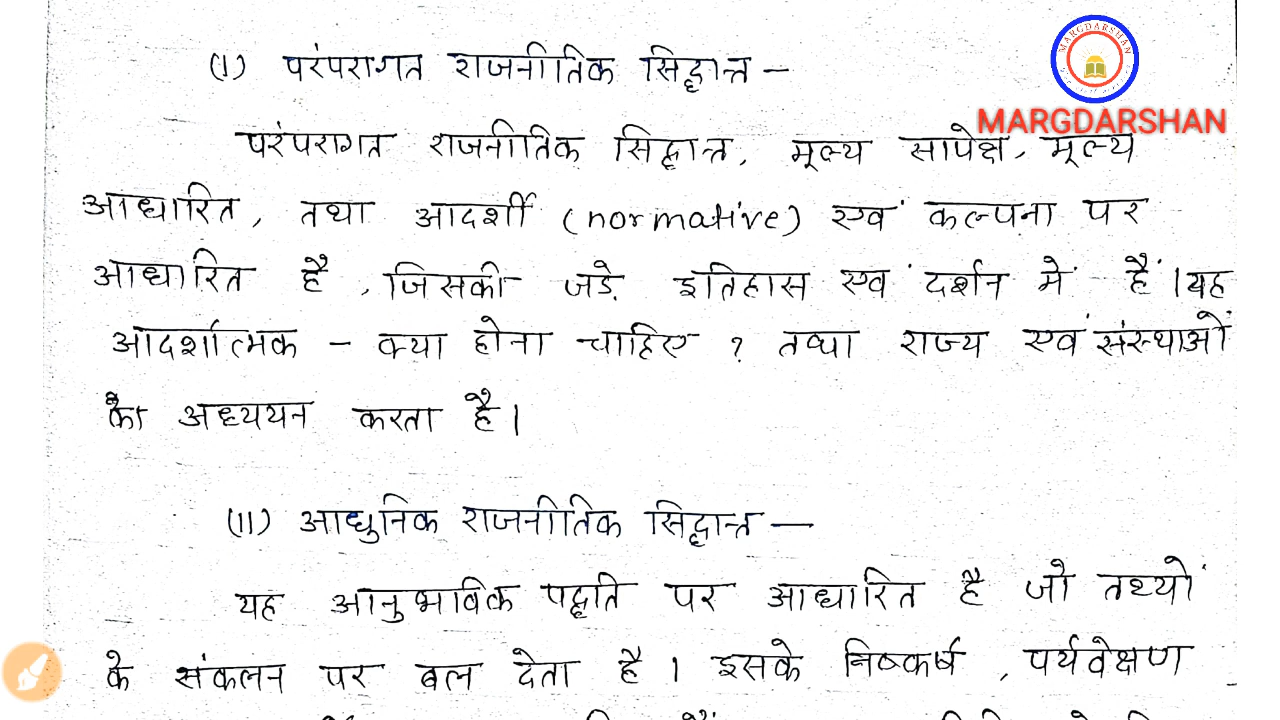 MARGDARSHAN
(I) परंपरागत राजनीतिक सिद्धान्त –
MARGDARSHAN
परंपरागत राजनीतिक सिद्धान्त, मूल्य सापेक्ष, मूल्य
आधारित, तथा आदर्शी (normative) एवं कल्पना पर
आधारित है, जिसकी जड़े इतिहास एवं दर्शन में हैं। यह
आदर्शात्मक – क्या होना चाहिए ? तथा राज्य एवं संस्थाओं
का अध्ययन करता है।
(II) आधुनिक राजनीतिक सिद्धान्त —
यह आनुभाविक पद्धति पर आधारित है जो तथ्यों
के संकलन पर बल देता है । इसके निष्कर्ष, पर्यवेक्षण